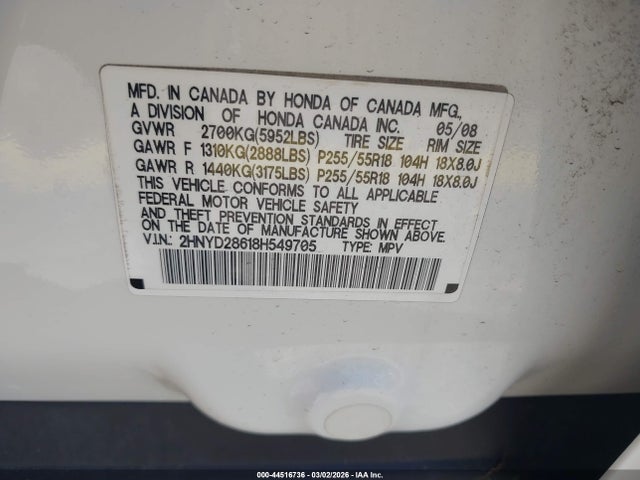 MFD. IN CANADA BY HONDA OF CANADA MFG.,
A DIVISION OF HONDA CANADA INC. 05/08
GVWR 2700KG(5952LBS) TIRE SIZE RIM SIZE
GAWR F 1310KG(2888LBS) P255/55R18 104H 18X8.0J
GAWR R 1440KG(3175LBS) P255/55R18 104H 18X8.0J
THIS VEHICLE CONFORMS TO ALL APPLICABLE
FEDERAL MOTOR VEHICLE SAFETY
AND THEFT PREVENTION STANDARDS IN EFFECT
ON THE DATE OF MANUFACTURE SHOWN ABOVE.
V.I.N.: 2HNYD28618H549705 TYPE: MPV
000-44516736 | 03/02/2026 | IAA Inc.